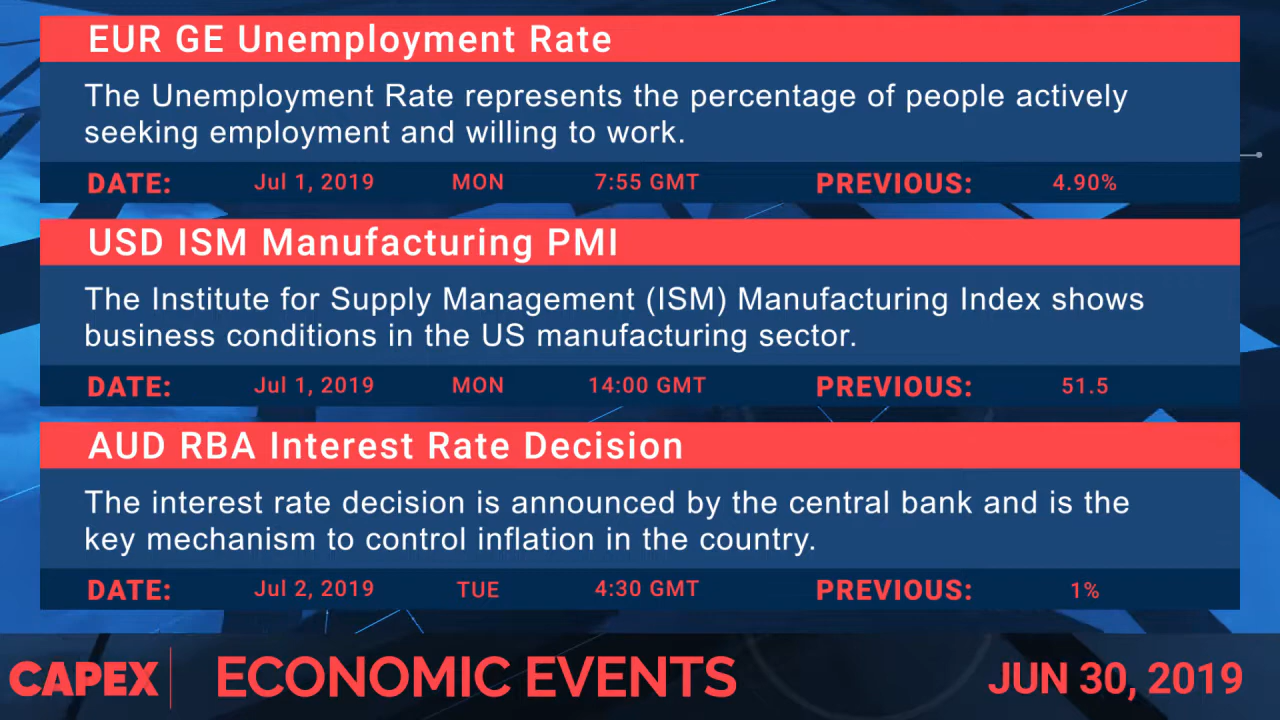 EUR GE Unemployment Rate
The Unemployment Rate represents the percentage of people actively
seeking employment and willing to work.
DATE: Jul 1, 2019 MON 7:55 GMT PREVIOUS: 4.90%
USD ISM Manufacturing PMI
The Institute for Supply Management (ISM) Manufacturing Index shows
business conditions in the US manufacturing sector.
DATE: Jul 1, 2019 MON 14:00 GMT PREVIOUS: 51.5
AUD RBA Interest Rate Decision
The interest rate decision is announced by the central bank and is the
key mechanism to control inflation in the country.
DATE: Jul 2, 2019 TUE 4:30 GMT PREVIOUS: 1%
CAPEX ECONOMIC EVENTS JUN 30, 2019